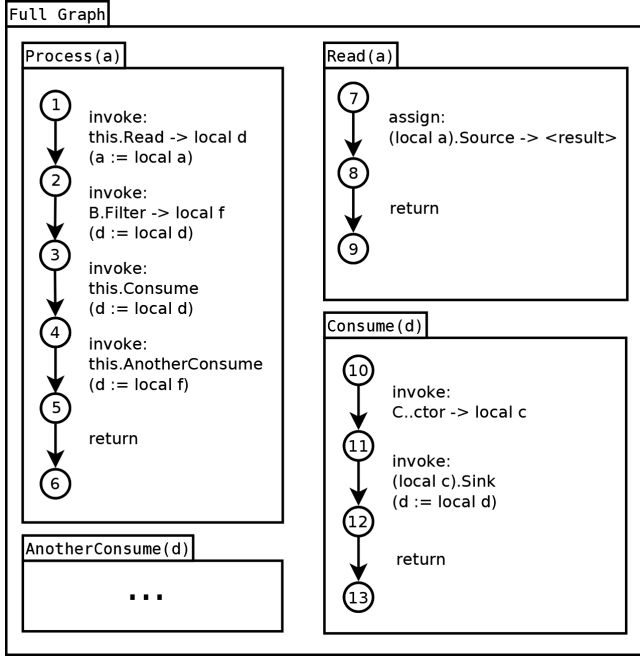 Full Graph
Process(a)
1
invoke:
this.Read -> local d
(a := local a)
2
invoke:
B.Filter -> local f
(d := local d)
3
invoke:
this.Consume
(d := local d)
4
invoke:
this.AnotherConsume
(d := local f)
5
return
6
AnotherConsume(d)
...
Read(a)
7
assign:
(local a).Source -> <result>
8
return
9
Consume(d)
10
invoke:
C..ctor -> local c
11
invoke:
(local c).Sink
(d := local d)
12
return
13